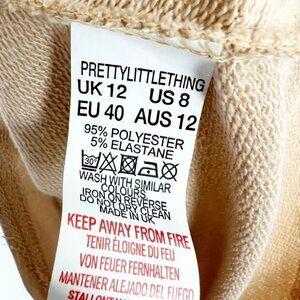 PRETTYLITTLETHING
UK 12 US 8
EU 40 AUS 12
95% POLYESTER
5% ELASTANE
30°
WASH WITH SIMILAR
COLOURS
IRON ON REVERSE
DO NOT DRY CLEAN
MADE IN UK
KEEP AWAY FROM FIRE
TENIR ÉLOIGNE DU FEU
VON FEUER FERNHALTEN
MANTENER ALEJADO DEL FUEGO